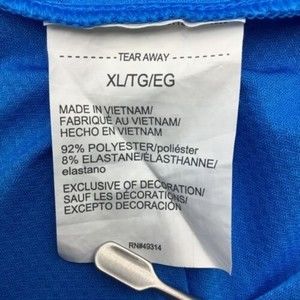 TEAR AWAY
XL/TG/EG
MADE IN VIETNAM/
FABRIQUÉ AU VIETNAM/
HECHO EN VIETNAM
92% POLYESTER/poliéster
8% ELASTANE/ÉLASTHANNE/
elastano
EXCLUSIVE OF DECORATION/
SAUF LES DÉCORATIONS/
EXCEPTO DECORACIÓN
RN#49314